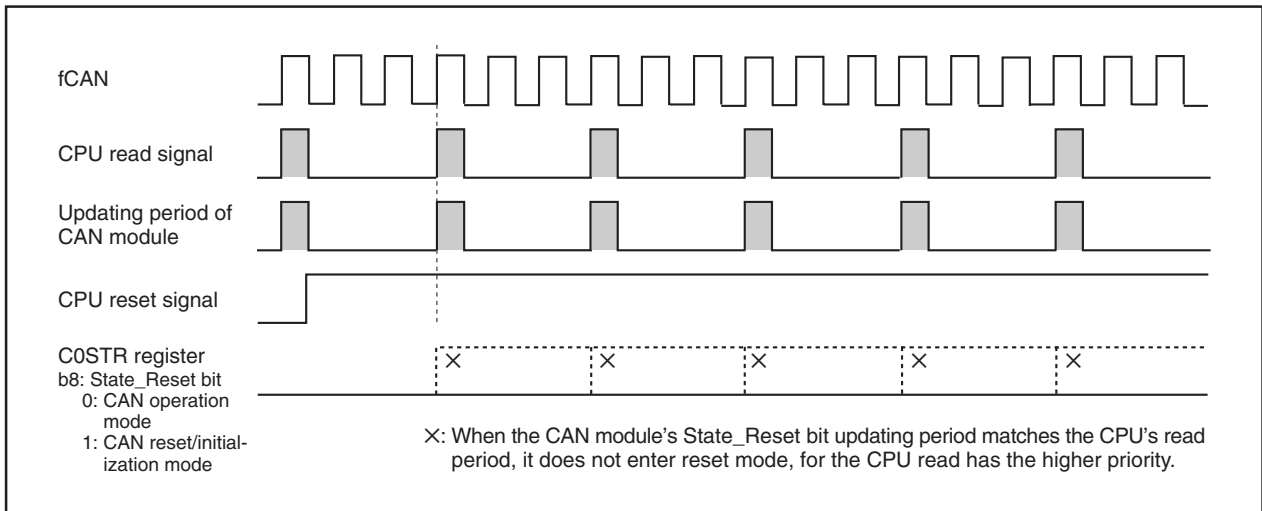 fCAN
CPU read signal
Updating period of
CAN module
CPU reset signal
C0STR register
b8: State_Reset bit
0: CAN operation
mode
1: CAN reset/initial-
ization mode
×: When the CAN module's State_Reset bit updating period matches the CPU's read
period, it does not enter reset mode, for the CPU read has the higher priority.